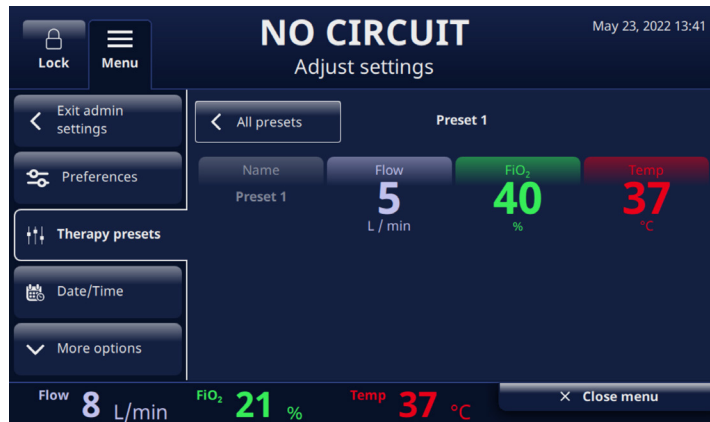 NO CIRCUIT
May 23, 2022 13:41
Lock
Menu
Adjust settings
Exit admin
settings
All presets
Preset 1
Preferences
Name
Flow
FiO₂
Temp
Preset 1
5
40
37
L / min
%
°C
Therapy presets
Date/Time
More options
Flow 8 L/min
FiO₂ 21 %
Temp 37 °C
× Close menu